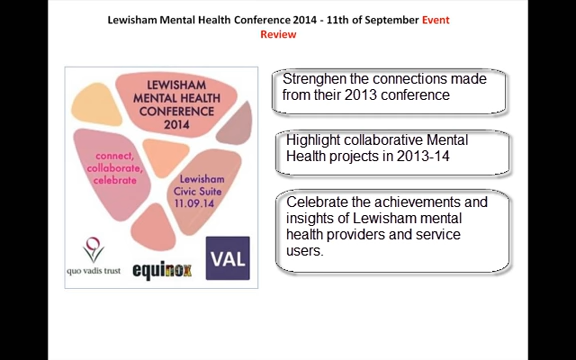 Lewisham Mental Health Conference 2014 - 11th of September Event
Review
LEWISHAM
MENTAL HEALTH
CONFERENCE
2014
connect,
collaborate,
celebrate
Lewisham
Civic Suite
11.09.14
quo vadis trust
equinox
VAL
Strenghen the connections made
from their 2013 conference
Highlight collaborative Mental
Health projects in 2013-14
Celebrate the achievements and
insights of Lewisham mental
health providers and service
users.